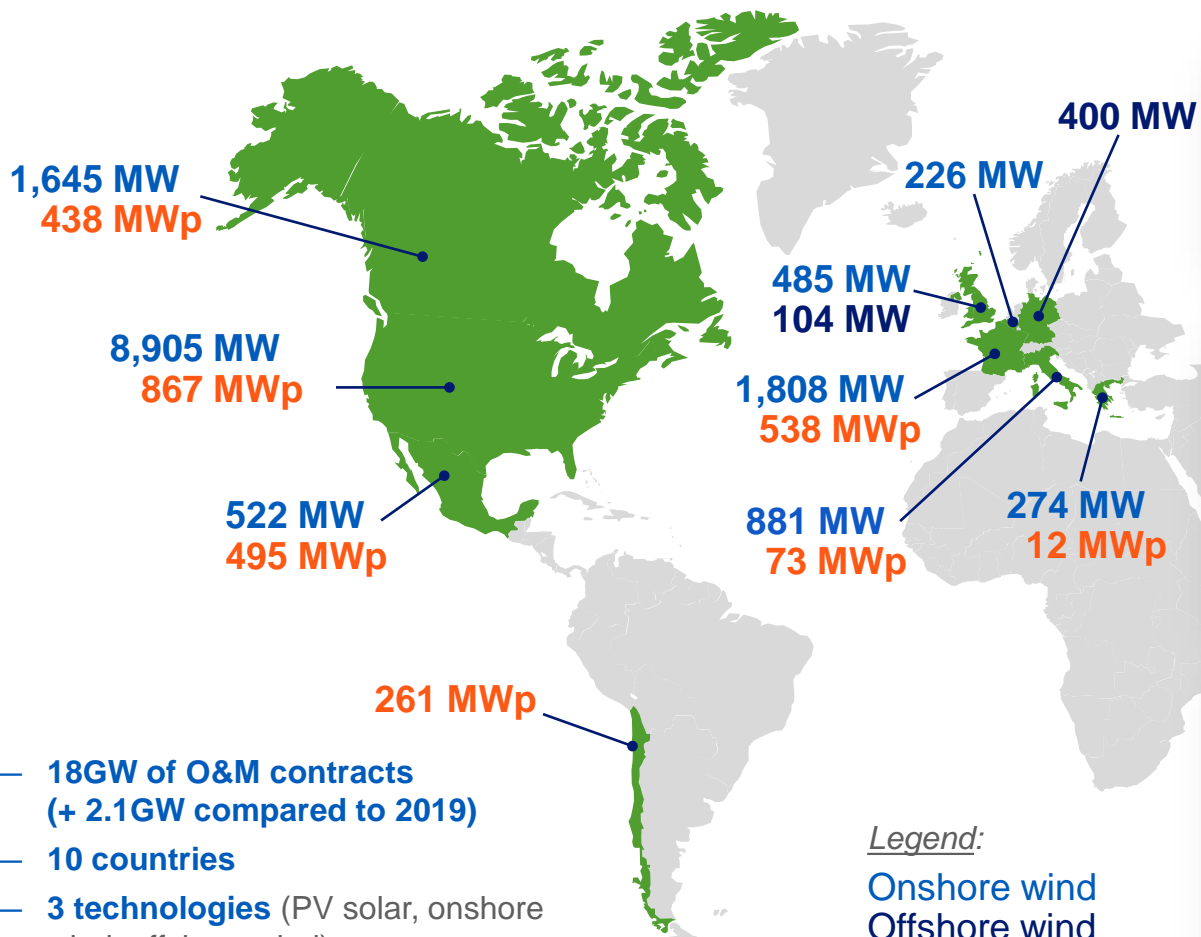 400 MW
226 MW
1,645 MW
438 MWp
485 MW
104 MW
8,905 MW
867 MWp
1,808 MW
538 MWp
522 MW
495 MWp
881 MW
73 MWp
274 MW
12 MWp
261 MWp
— 18GW of O&M contracts
(+ 2.1GW compared to 2019)
— 10 countries
— 3 technologies (PV solar, onshore
Legend:
Onshore wind
Offshore wind